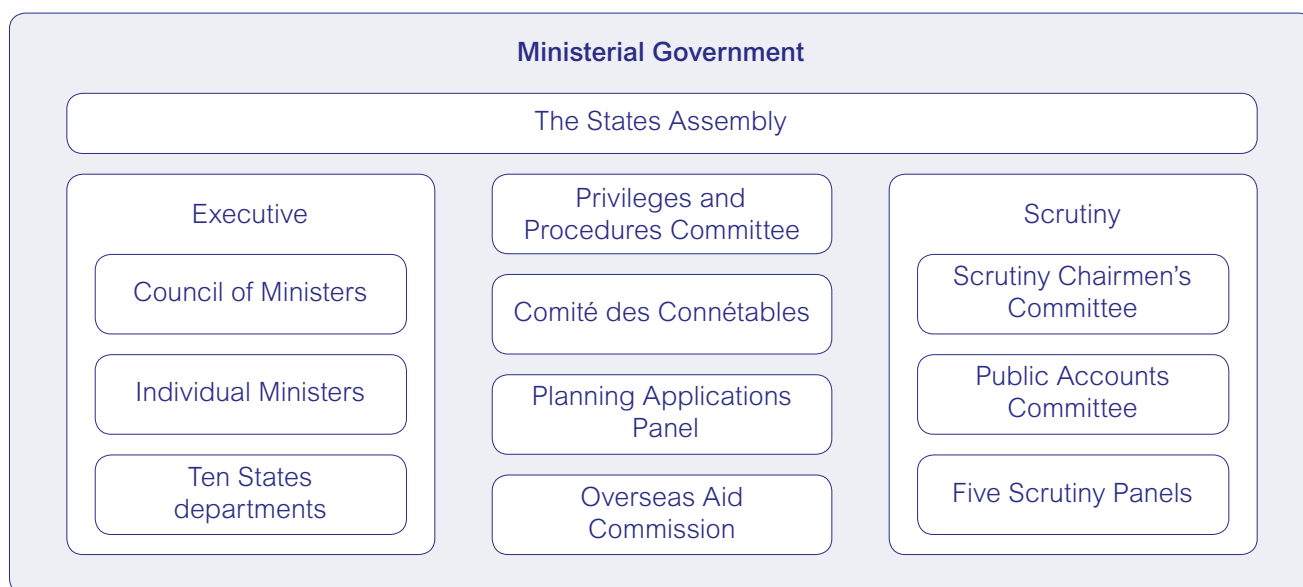 Ministerial Government
The States Assembly
Executive
Council of Ministers
Individual Ministers
Ten States
departments
Privileges and
Procedures Committee
Comité des Connétables
Planning Applications
Panel
Overseas Aid
Commission
Scrutiny
Scrutiny Chairmen’s
Committee
Public Accounts
Committee
Five Scrutiny Panels